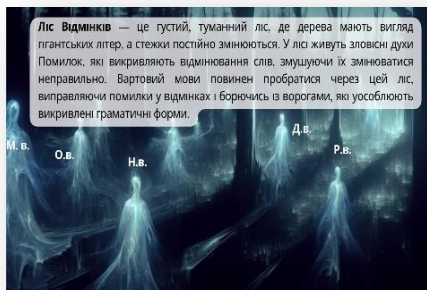 Ліс Відмінків — це густий, туманний ліс, де дерева мають вигляд
гігантських літер, а стежки постійно змінюються. У лісі живуть зловісні духи
Помилок, які викривляють відмінювання слів, змушуючи їх змінюватися
неправильно. Вартовий мови повинен пробратися через цей ліс,
виправляючи помилки у відмінках і борючись із ворогами, які уособлюють
викривлені граматичні форми.
М. в.
О.в.
Н.в.
Д.в.
Р.в.